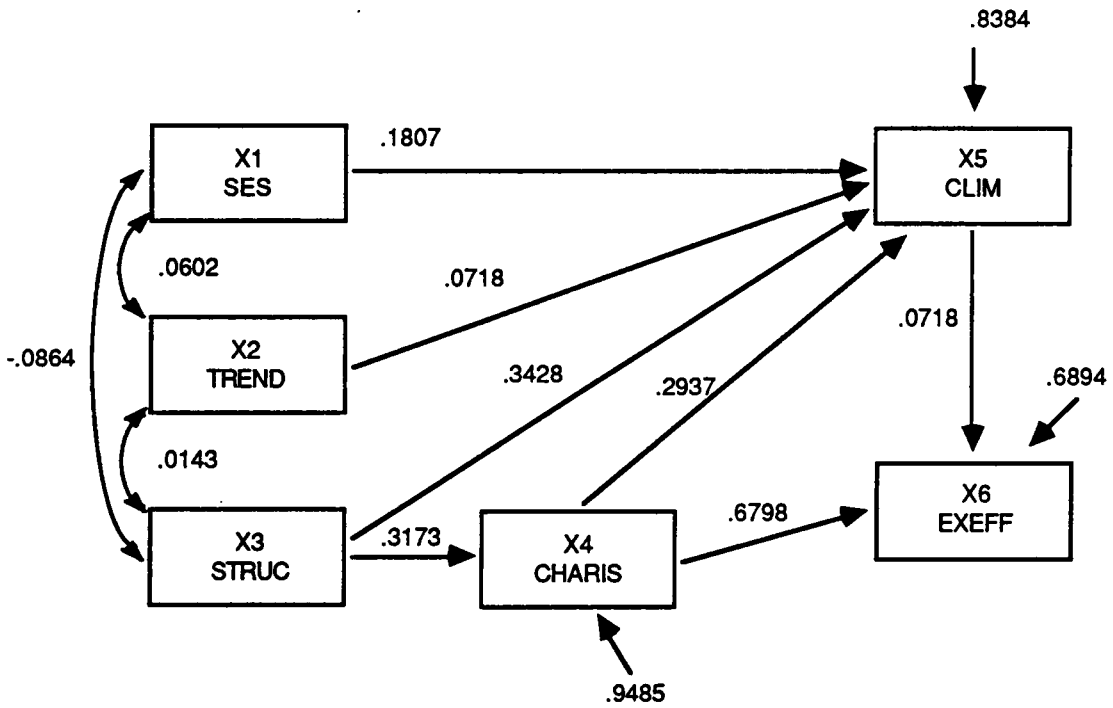 .8384
X1
SES
.1807
X5
CLIM
.0602
.0718
X2
TREND
-.0864
.3428
.2937
.0718
.6894
.0143
X3
STRUC
.3173
X4
CHARIS
.6798
X6
EXEFF
.9485